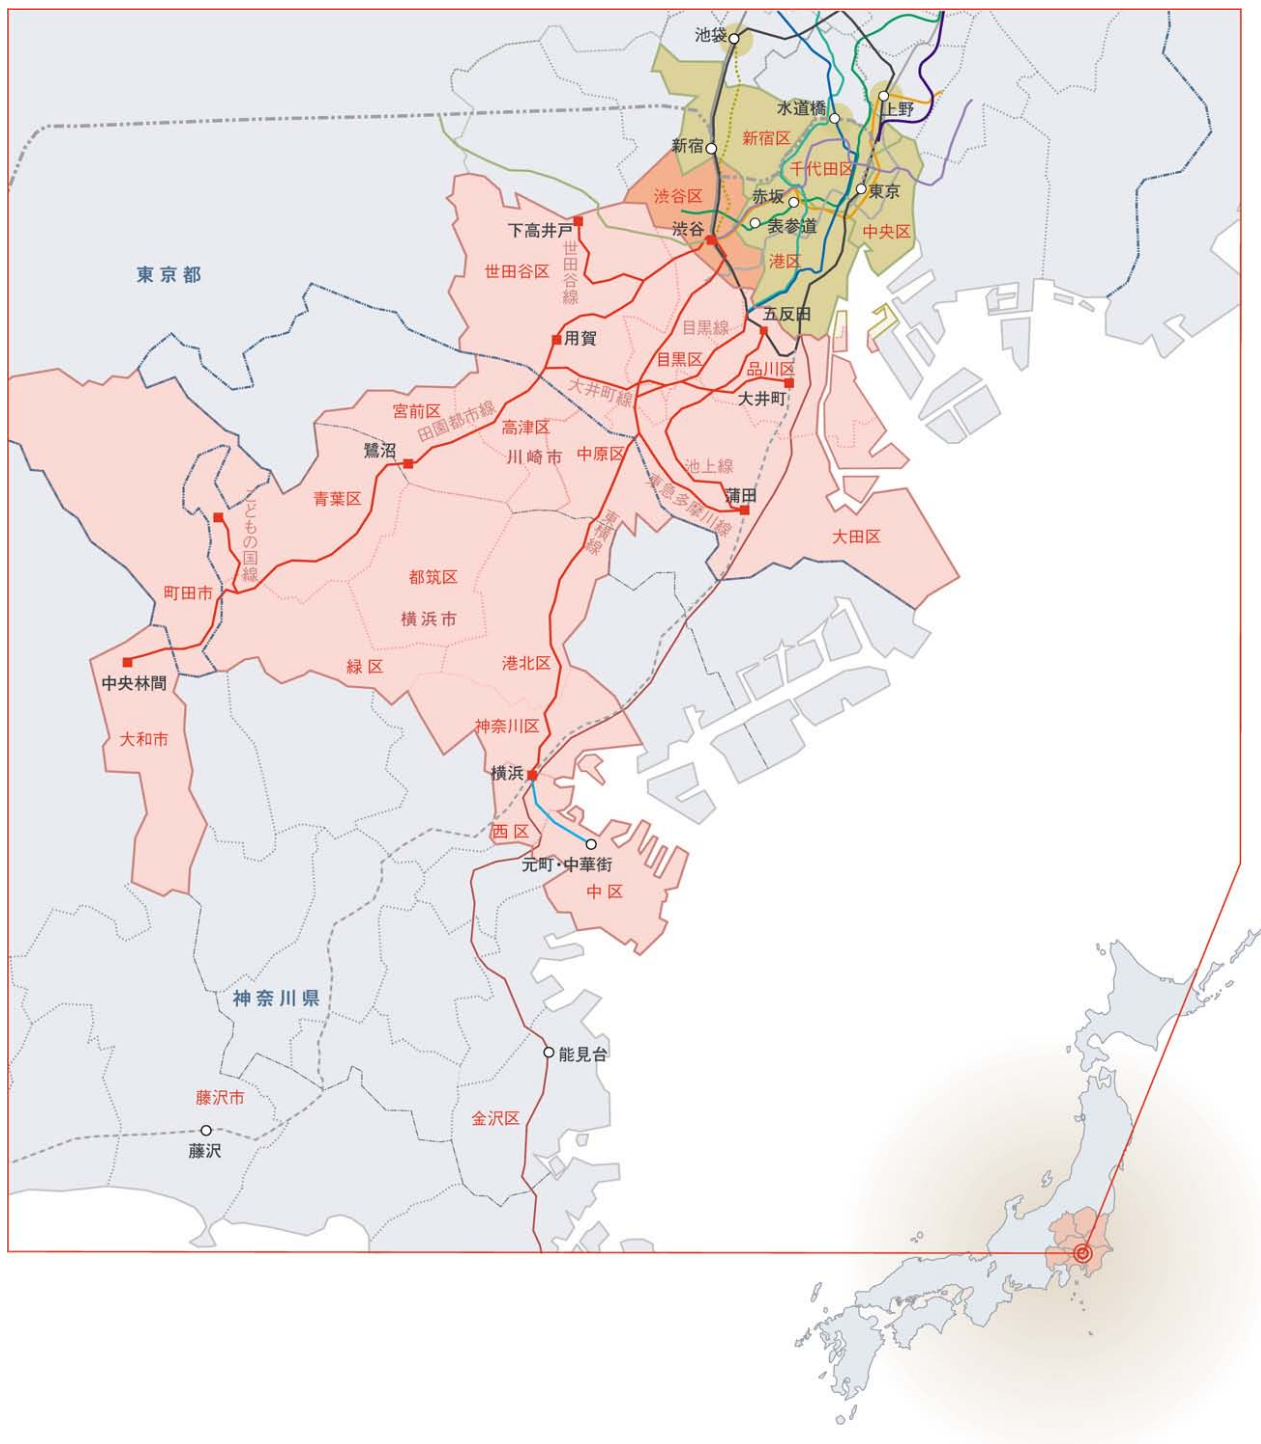 池袋
水道橋
上野
新宿区
新宿
千代田区
渋谷区
赤坂
東京
渋谷
表参道
中央区
下高井戸
世田谷線
世田谷区
港区
東京都
五反田
目黒線
用賀
目黒区
品川区
大井町線
大井町
宮前区
田園都市線
高津区
鷺沼
川崎市
中原区
池上線
青葉区
東急多摩川線
蒲田
こどもの国線
東横線
大田区
都筑区
町田市
横浜市
緑区
港北区
中央林間
大和市
神奈川区
横浜
西区
元町・中華街
中区
神奈川県
能見台
藤沢市
金沢区
藤沢